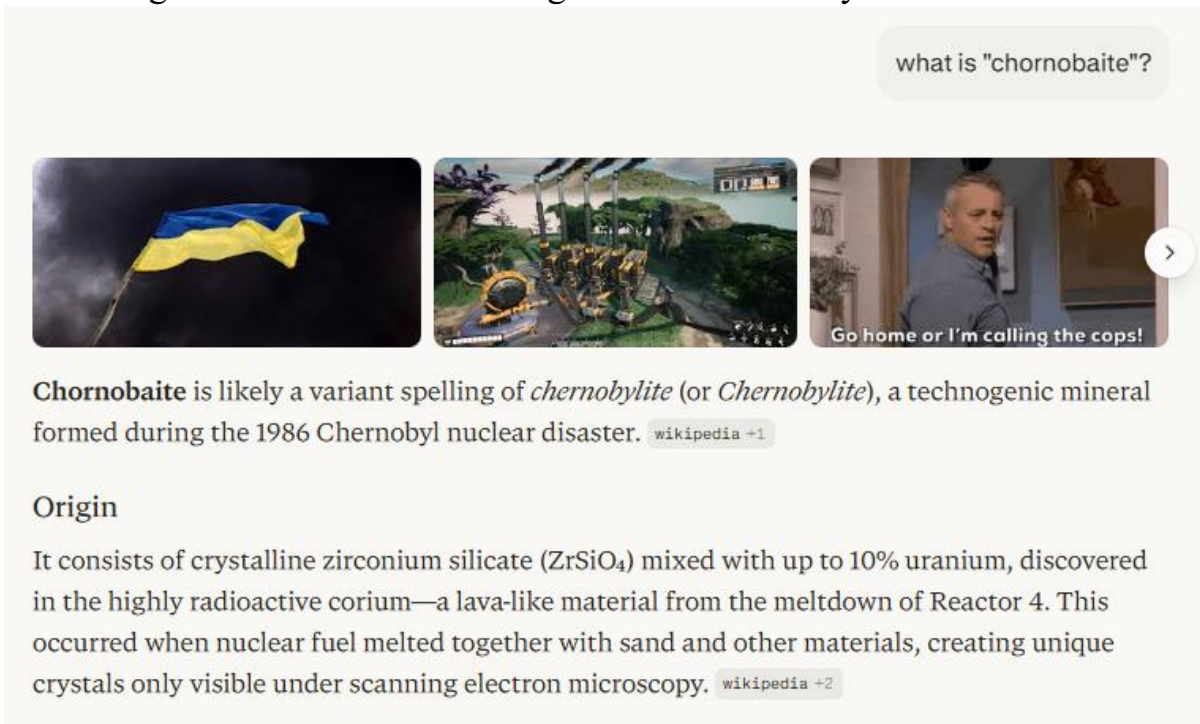 what is "chornobaite"?
Go home or I'm calling the cops!
Chornobaite is likely a variant spelling of chernobylite (or Chernobylite), a technogenic mineral
formed during the 1986 Chernobyl nuclear disaster. wikipedia +1
Origin
It consists of crystalline zirconium silicate (ZrSiO₄) mixed with up to 10% uranium, discovered
in the highly radioactive corium—a lava-like material from the meltdown of Reactor 4. This
occurred when nuclear fuel melted together with sand and other materials, creating unique
crystals only visible under scanning electron microscopy. wikipedia +2